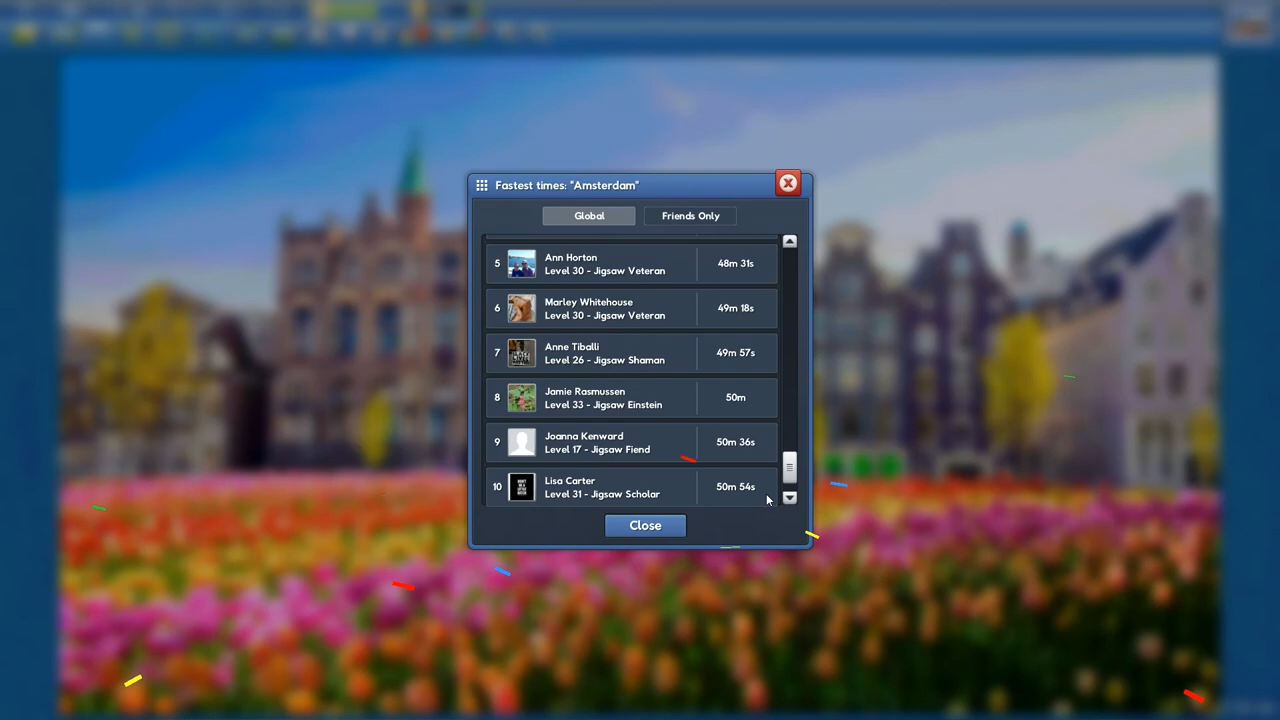 Fastest times: "Amsterdam"
Global
Friends Only
5
Ann Horton
Level 30 - Jigsaw Veteran
48m 31s
6
Marley Whitehouse
Level 30 - Jigsaw Veteran
49m 18s
7
Anne Tiballi
Level 26 - Jigsaw Shaman
49m 57s
8
Jamie Rasmussen
Level 33 - Jigsaw Einstein
50m
9
Joanna Kenward
Level 17 - Jigsaw Fiend
50m 36s
10
Lisa Carter
Level 31 - Jigsaw Scholar
50m 54s
Close